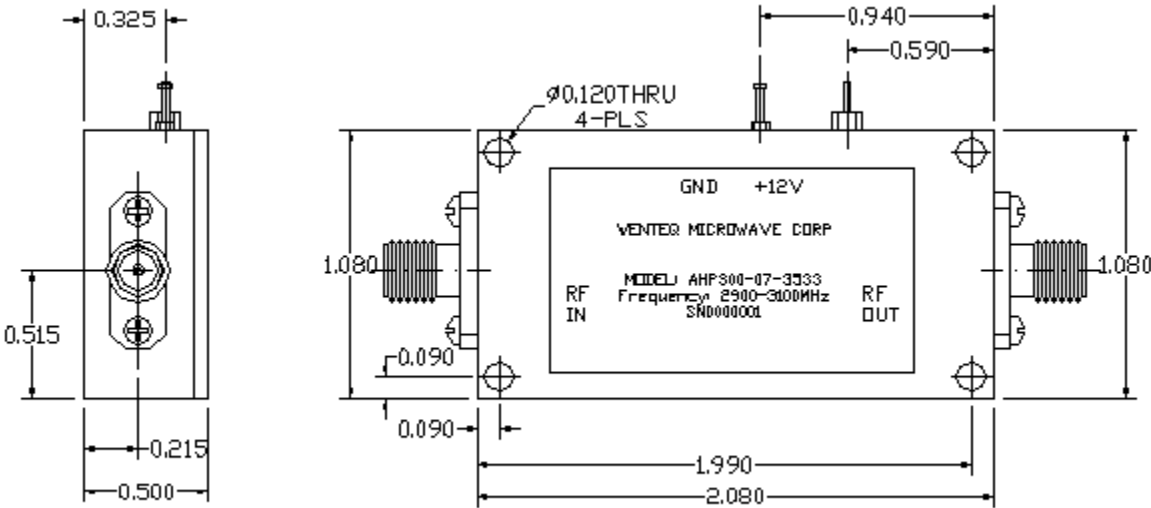 0.325
0.940
0.590
Ø0.120THRU
4-PLS
GND +12V
VENTEQ MICROWAVE CORP
1.080
1.080
MODEL: AHPS00-07-3533
RF Frequency: 2900-3100MHz RF
IN SN0000001 OUT
0.515
0.090
0.090
0.215
1.990
0.500
2.080